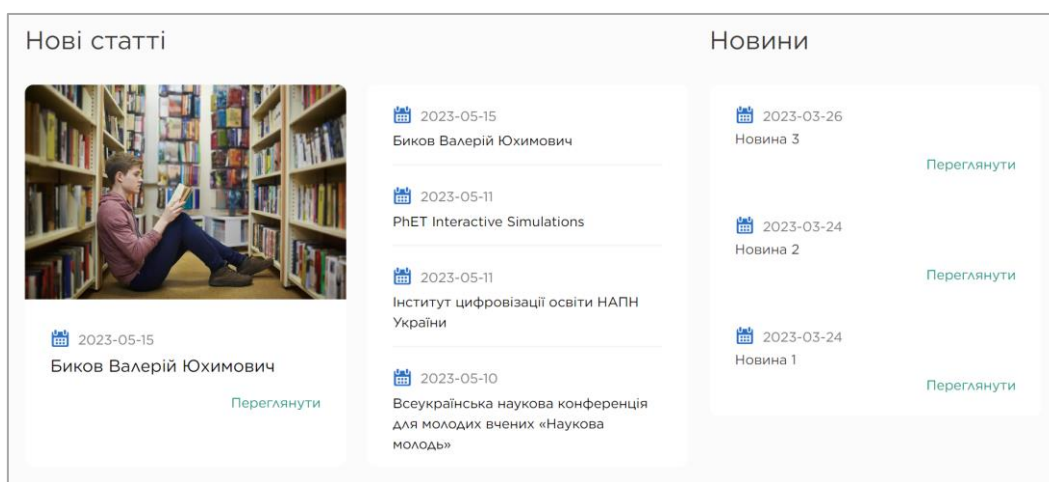 Нові статті
2023-05-15
Биков Валерій Юхимович
Переглянути
2023-05-15
Биков Валерій Юхимович
2023-05-11
PhET Interactive Simulations
2023-05-11
Інститут цифровізації освіти НАПН
України
2023-05-10
Всеукраїнська наукова конференція
для молодих вчених «Наукова
молодь»
Новини
2023-03-26
Новина 3
Переглянути
2023-03-24
Новина 2
Переглянути
2023-03-24
Новина 1
Переглянути